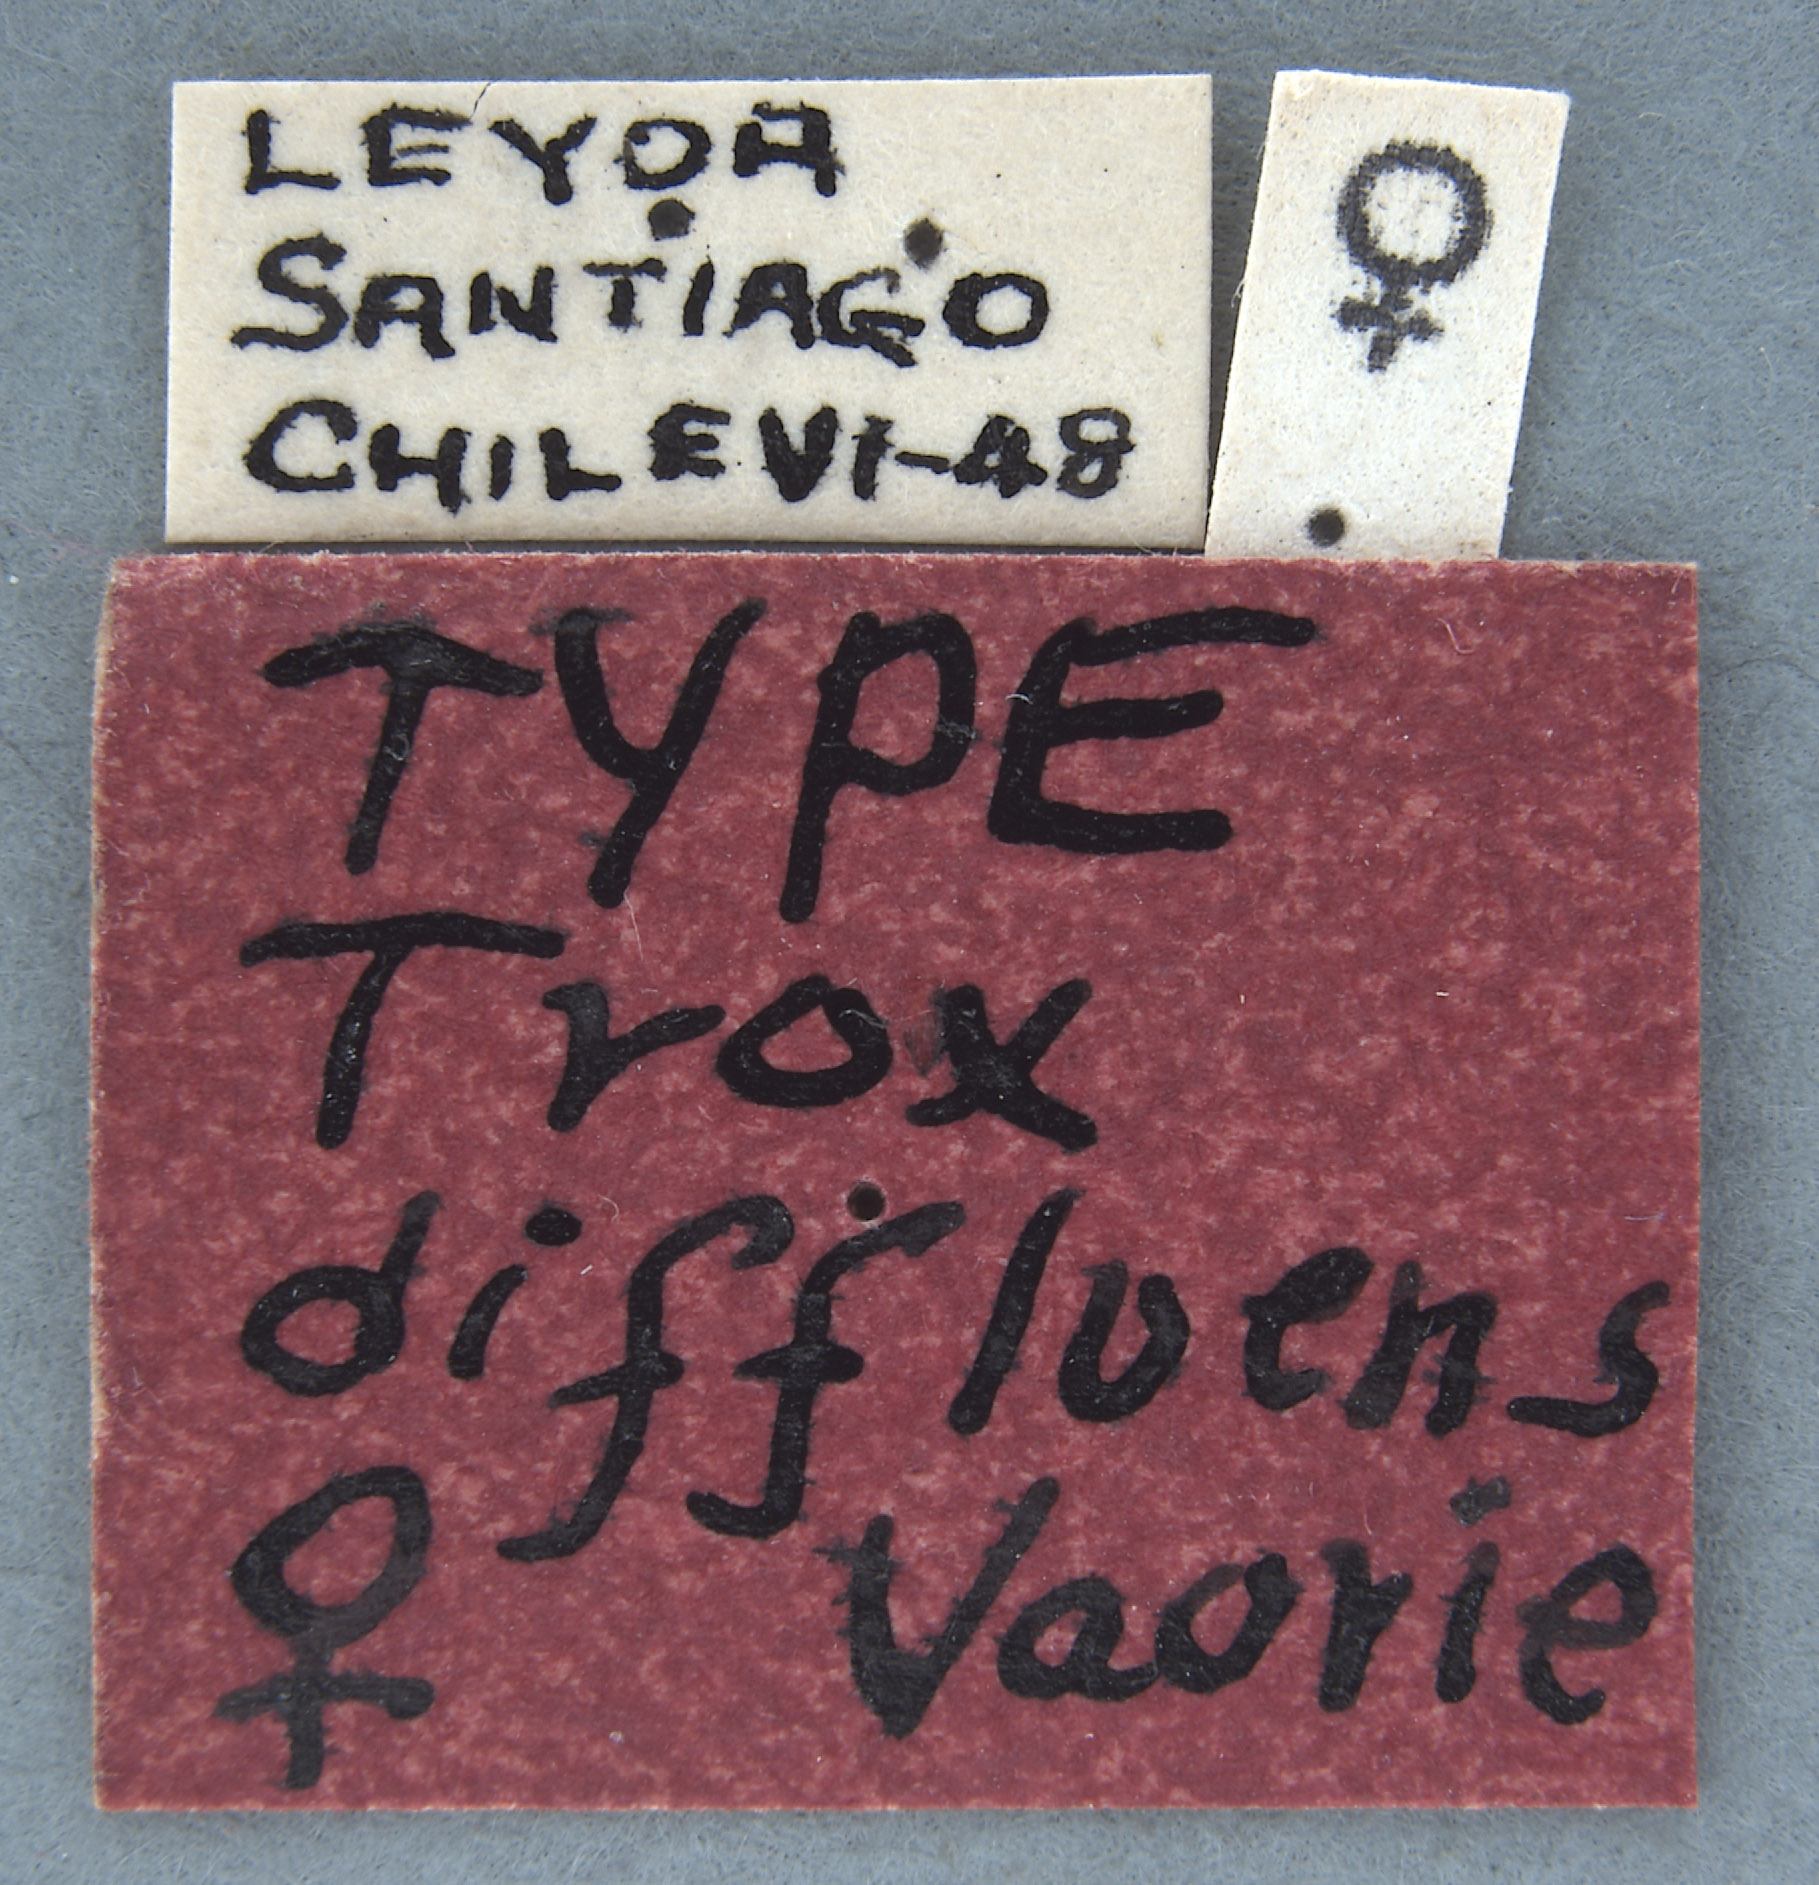 LEYDA
SANTIAGO
CHILE VI-48
♀
TYPE
Trox
diffluens
♀ Vaurie